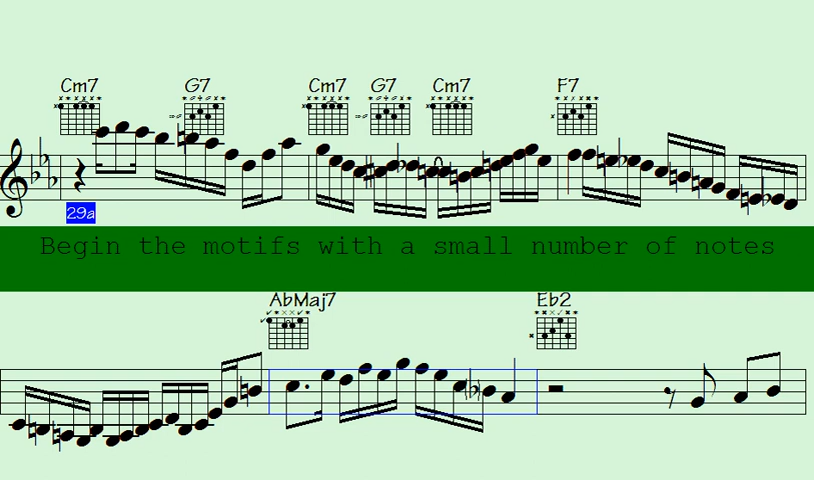 Cm7 G7 Cm7 G7 Cm7 F7
29a
Begin the motifs with a small number of notes
AbMaj7 Eb2